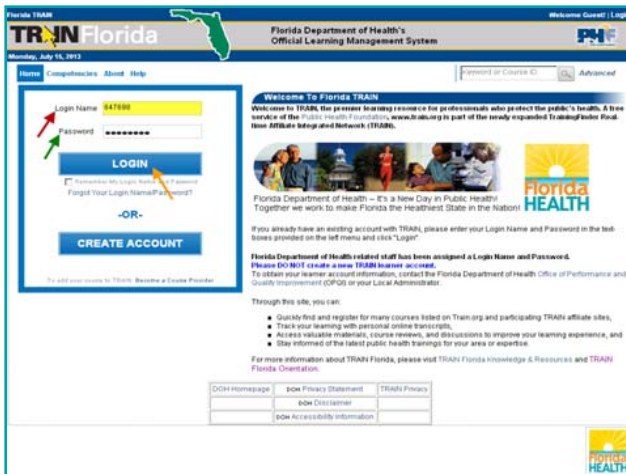 Florida TRAIN
Welcome Guest! | Logi
TRAIN Florida
Florida Department of Health's
Official Learning Management System
PHF
Monday, July 15, 2013
Home Competencies About Help
Keyword or Course ID
Advanced
Login Name 647698
Password
LOGIN
Remember My Login Name and Password
Forgot Your Login Name/Password?
-OR-
CREATE ACCOUNT
To add your course to TRAIN: Become a Course Provider
Welcome To Florida TRAIN
Welcome to TRAIN, the premier learning resource for professionals who protect the public's health. A free
service of the Public Health Foundation, www.train.org is part of the newly expanded TrainingFinder Real-
time Affiliate Integrated Network (TRAIN).
Florida Department of Health – It's a New Day in Public Health!
Together we work to make Florida the Healthiest State in the Nation!
Florida
HEALTH
If you already have an existing account with TRAIN, please enter your Login Name and Password in the text-
boxes provided on the left menu and click "Login"
Florida Department of Health related staff has been assigned a Login Name and Password.
Please DO NOT create a new TRAIN learner account.
To obtain your learner account information, contact the Florida Department of Health Office of Performance and
Quality Improvement (OPQI) or your Local Administrator.
Through this site, you can:
Quickly find and register for many courses listed on Train.org and participating TRAIN affiliate sites,
Track your learning with personal online transcripts,
Access valuable materials, course reviews, and discussions to improve your learning experience, and
Stay informed of the latest public health trainings for your area or expertise.
For more information about TRAIN Florida, please visit TRAIN Florida Knowledge & Resources and TRAIN
Florida Orientation.
DOH Homepage DOH Privacy Statement TRAIN Privacy
DOH Disclaimer
DOH Accessibility Information
Florida
HEALTH